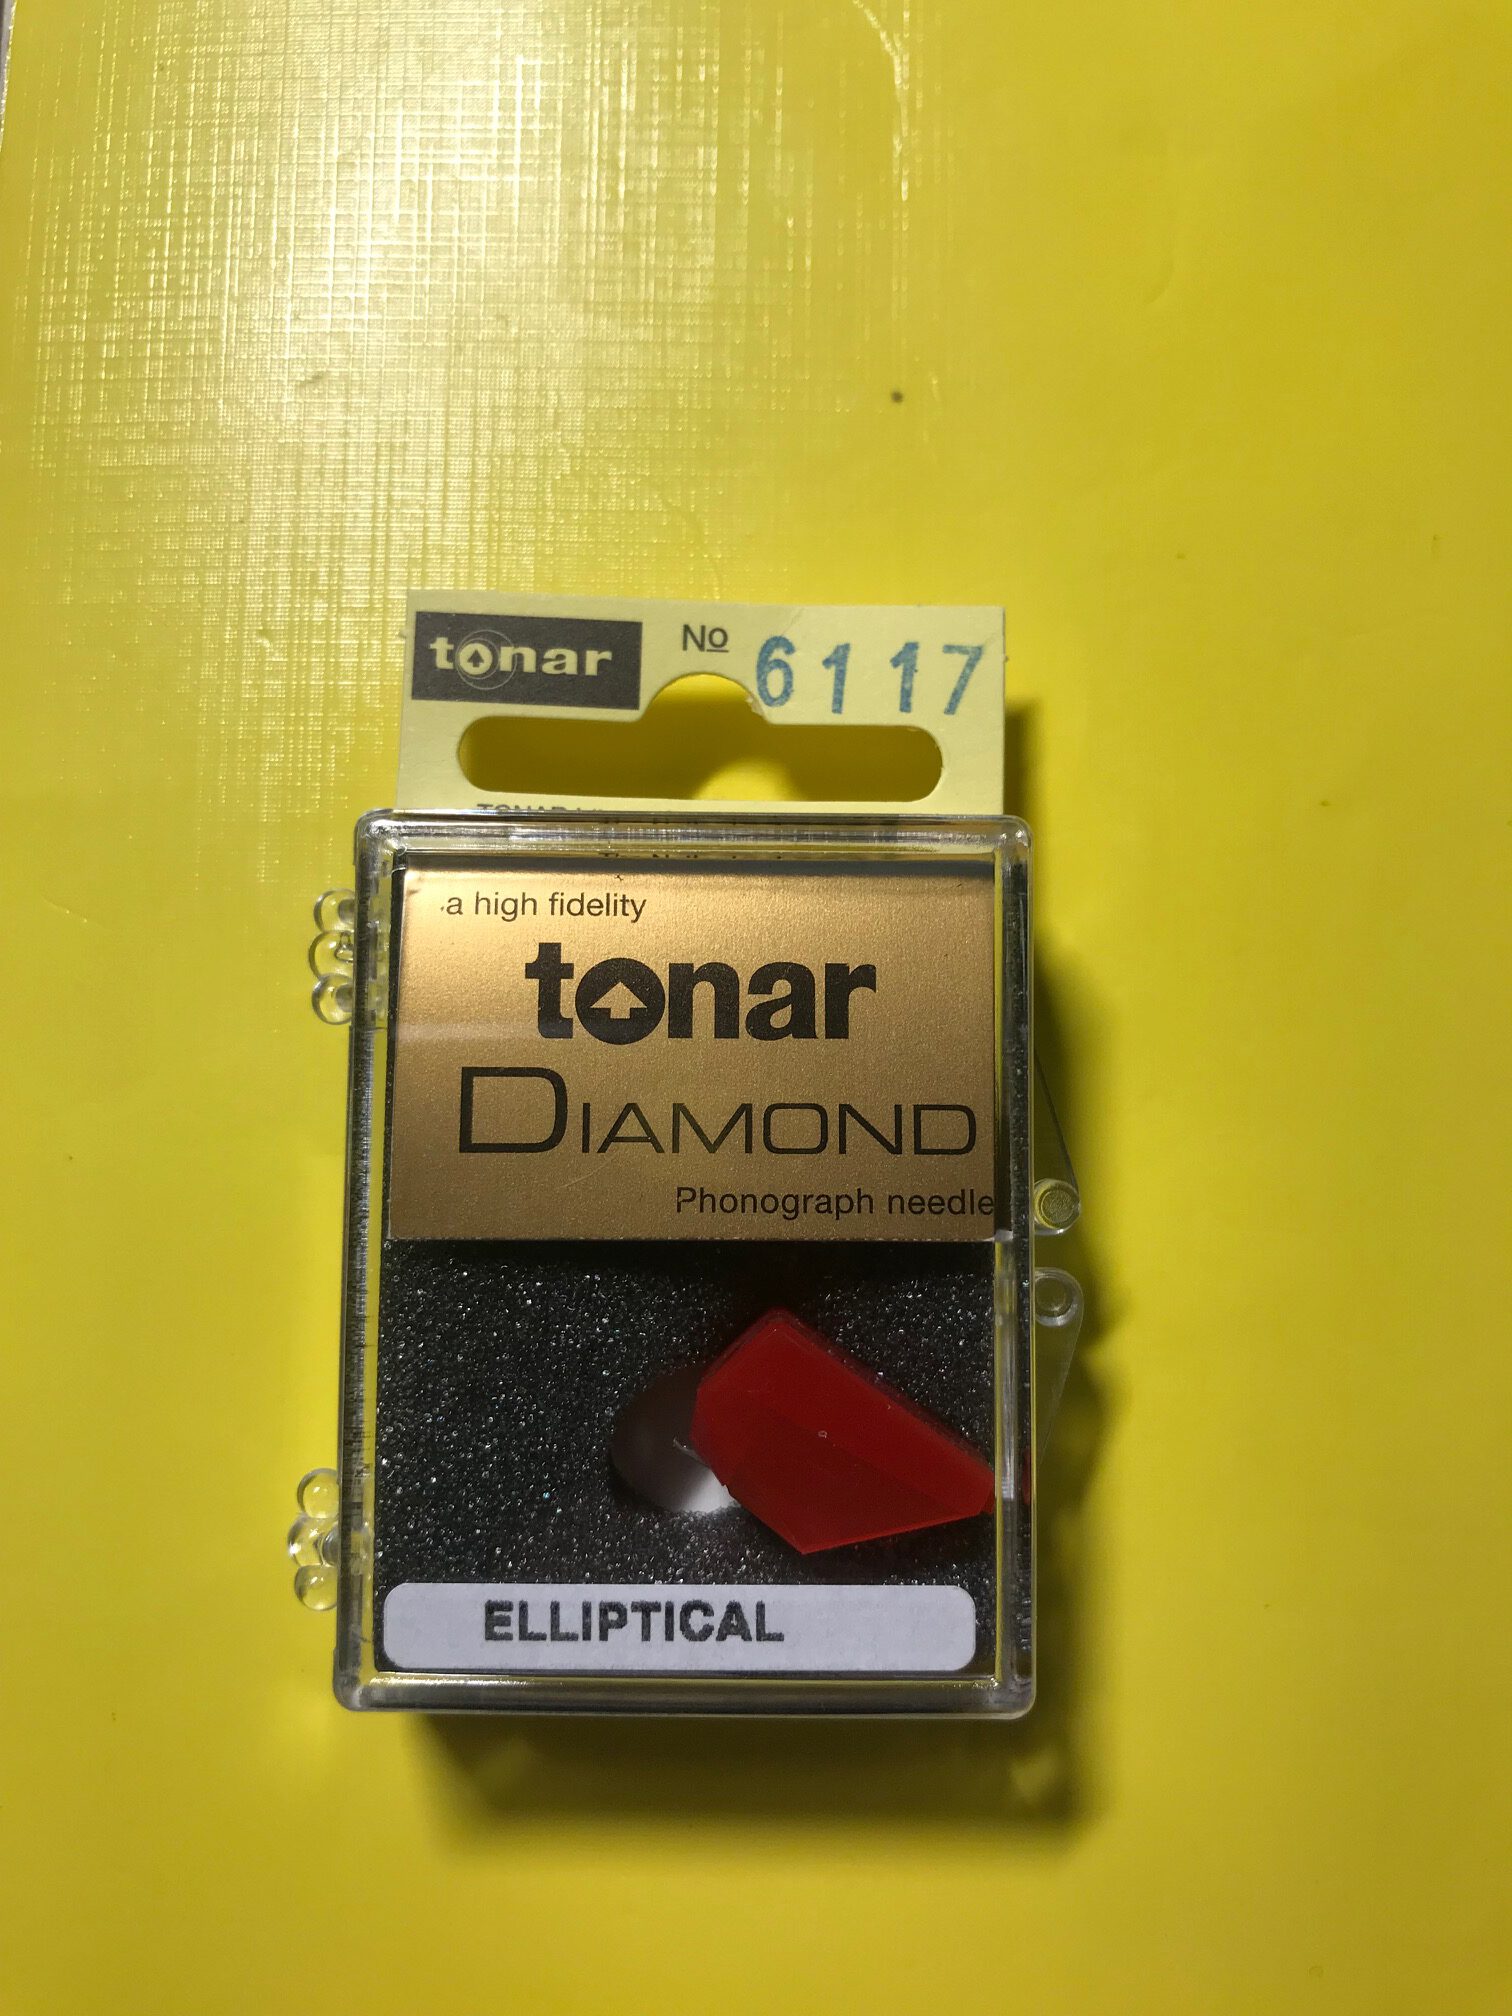 tonar No 6117
a high fidelity
tonar
DIAMOND
Phonograph needle
ELLIPTICAL